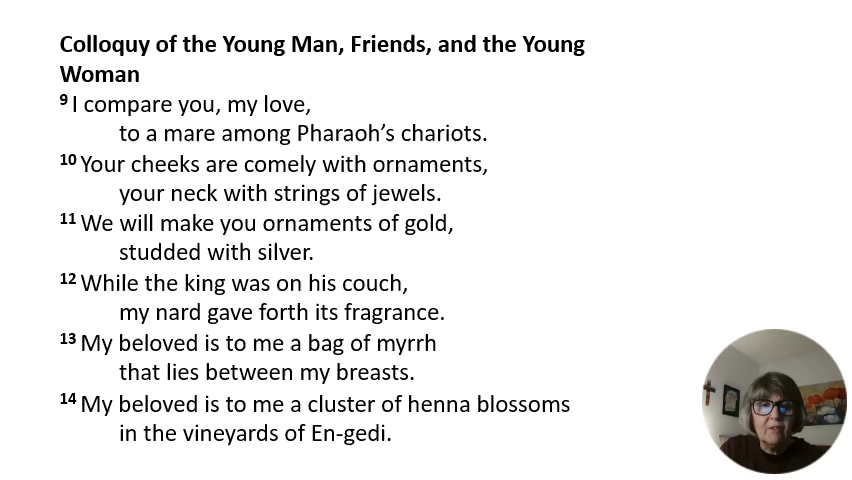 Colloquy of the Young Man, Friends, and the Young
Woman
9 I compare you, my love,
to a mare among Pharaoh’s chariots.
10 Your cheeks are comely with ornaments,
your neck with strings of jewels.
11 We will make you ornaments of gold,
studded with silver.
12 While the king was on his couch,
my nard gave forth its fragrance.
13 My beloved is to me a bag of myrrh
that lies between my breasts.
14 My beloved is to me a cluster of henna blossoms
in the vineyards of En-gedi.